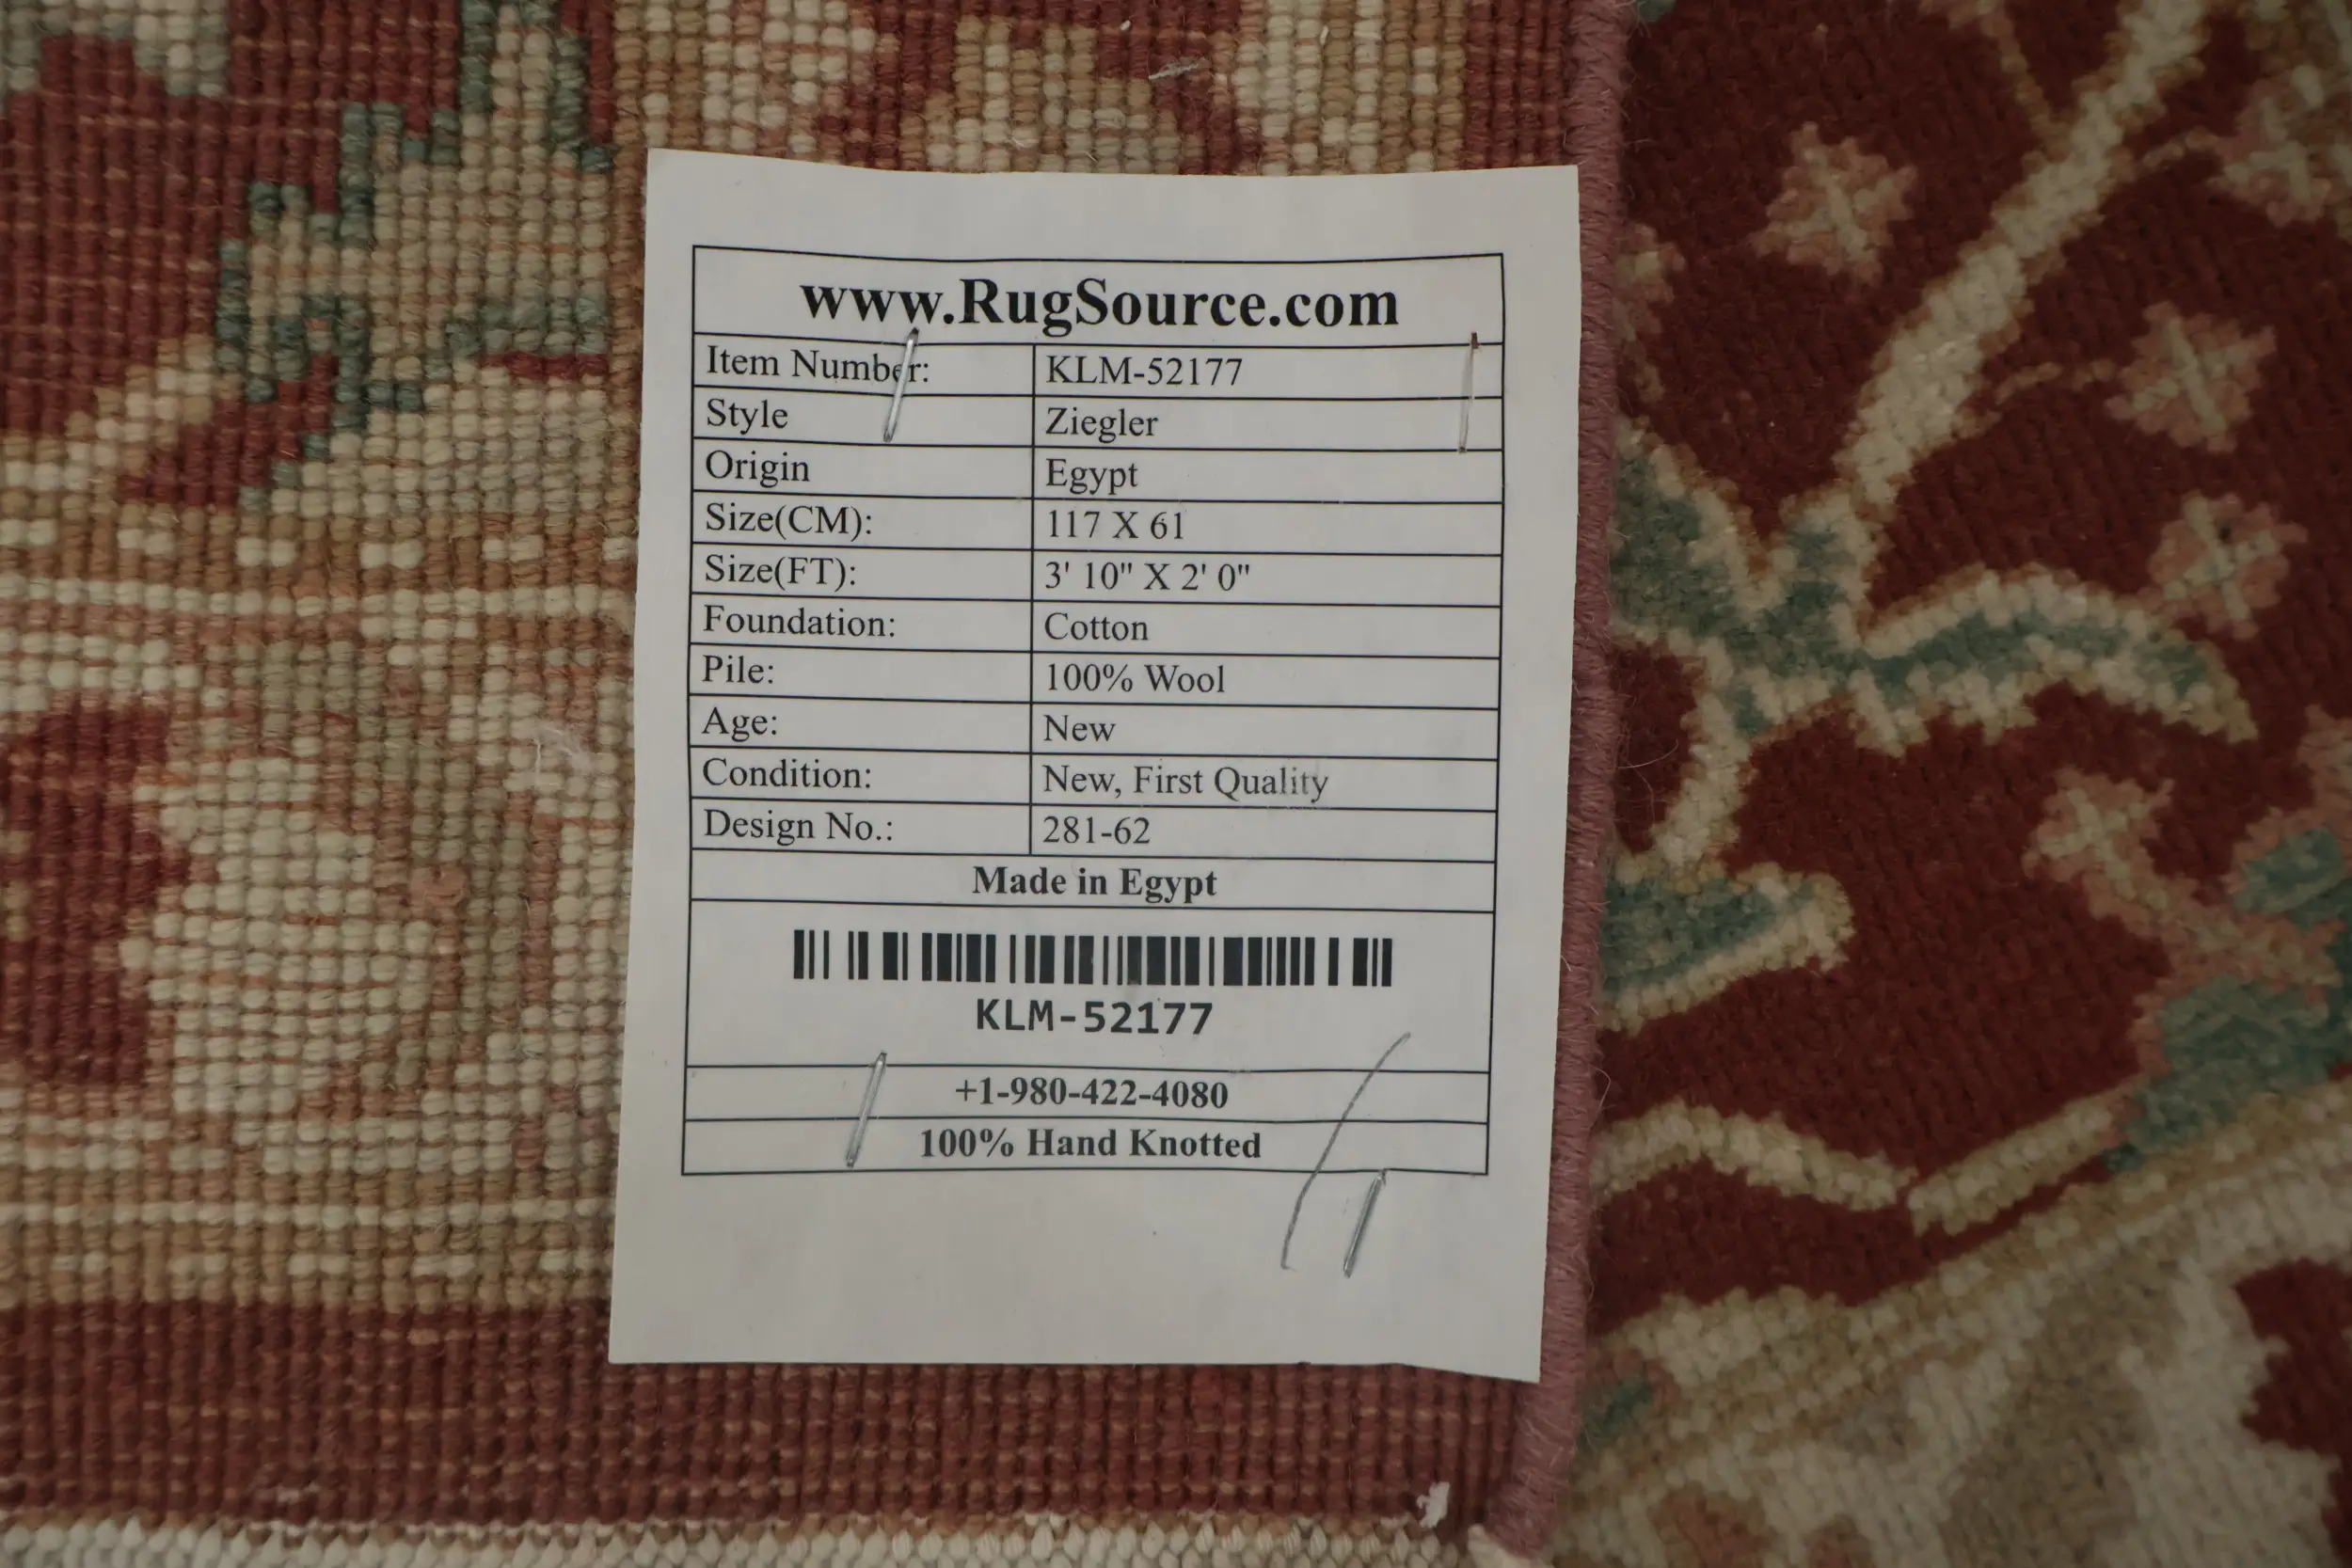 www.RugSource.com
Item Number: KLM-52177
Style Ziegler
Origin Egypt
Size(CM): 117 X 61
Size(FT): 3' 10" X 2' 0"
Foundation: Cotton
Pile: 100% Wool
Age: New
Condition: New, First Quality
Design No.: 281-62
Made in Egypt
KLM-52177
+1-980-422-4080
100% Hand Knotted